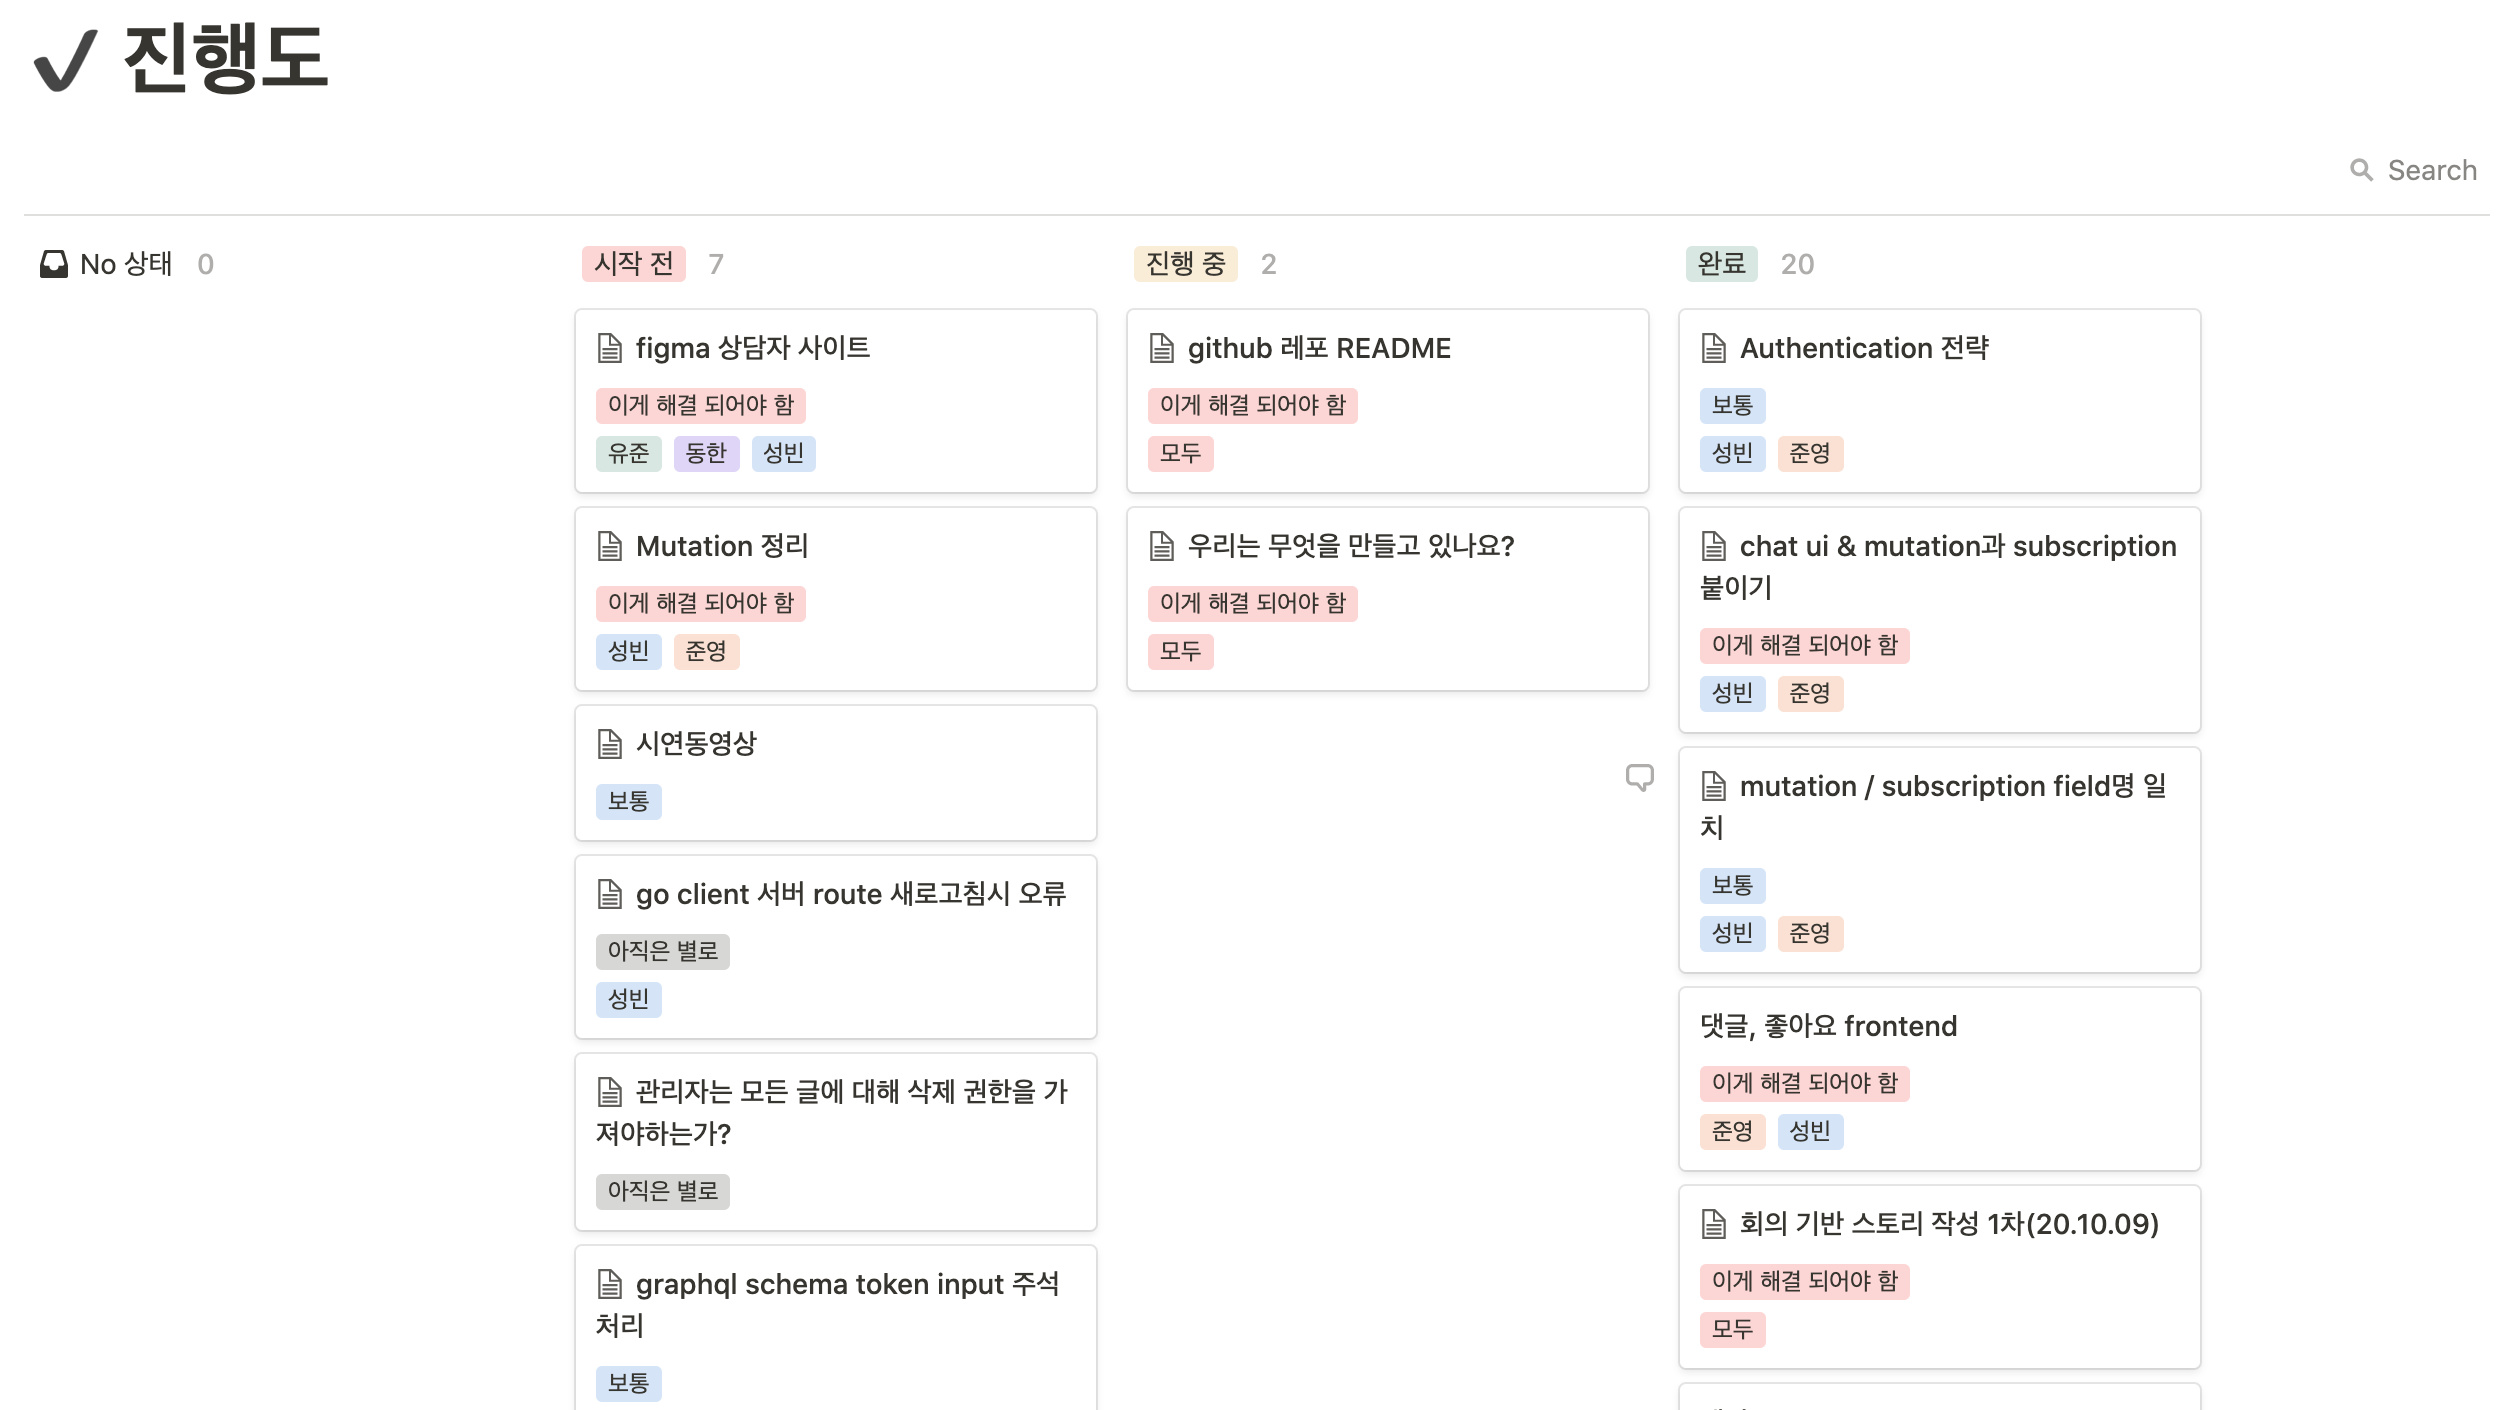 진행도
Search
No 상태 0
시작 전 7
figma 상담자 사이트
이게 해결 되어야 함
유준 동한 성빈
Mutation 정리
이게 해결 되어야 함
성빈 준영
시연동영상
보통
go client 서버 route 새로고침시 오류
아직은 별로
성빈
관리자는 모든 글에 대해 삭제 권한을 가
져야하는가?
아직은 별로
graphql schema token input 주석
처리
보통
진행 중 2
github 레포 README
이게 해결 되어야 함
모두
우리는 무엇을 만들고 있나요?
이게 해결 되어야 함
모두
완료 20
Authentication 전략
보통
성빈 준영
chat ui & mutation과 subscription
붙이기
이게 해결 되어야 함
성빈 준영
mutation / subscription field명 일
치
보통
성빈 준영
댓글, 좋아요 frontend
이게 해결 되어야 함
준영 성빈
회의 기반 스토리 작성 1차(20.10.09)
이게 해결 되어야 함
모두